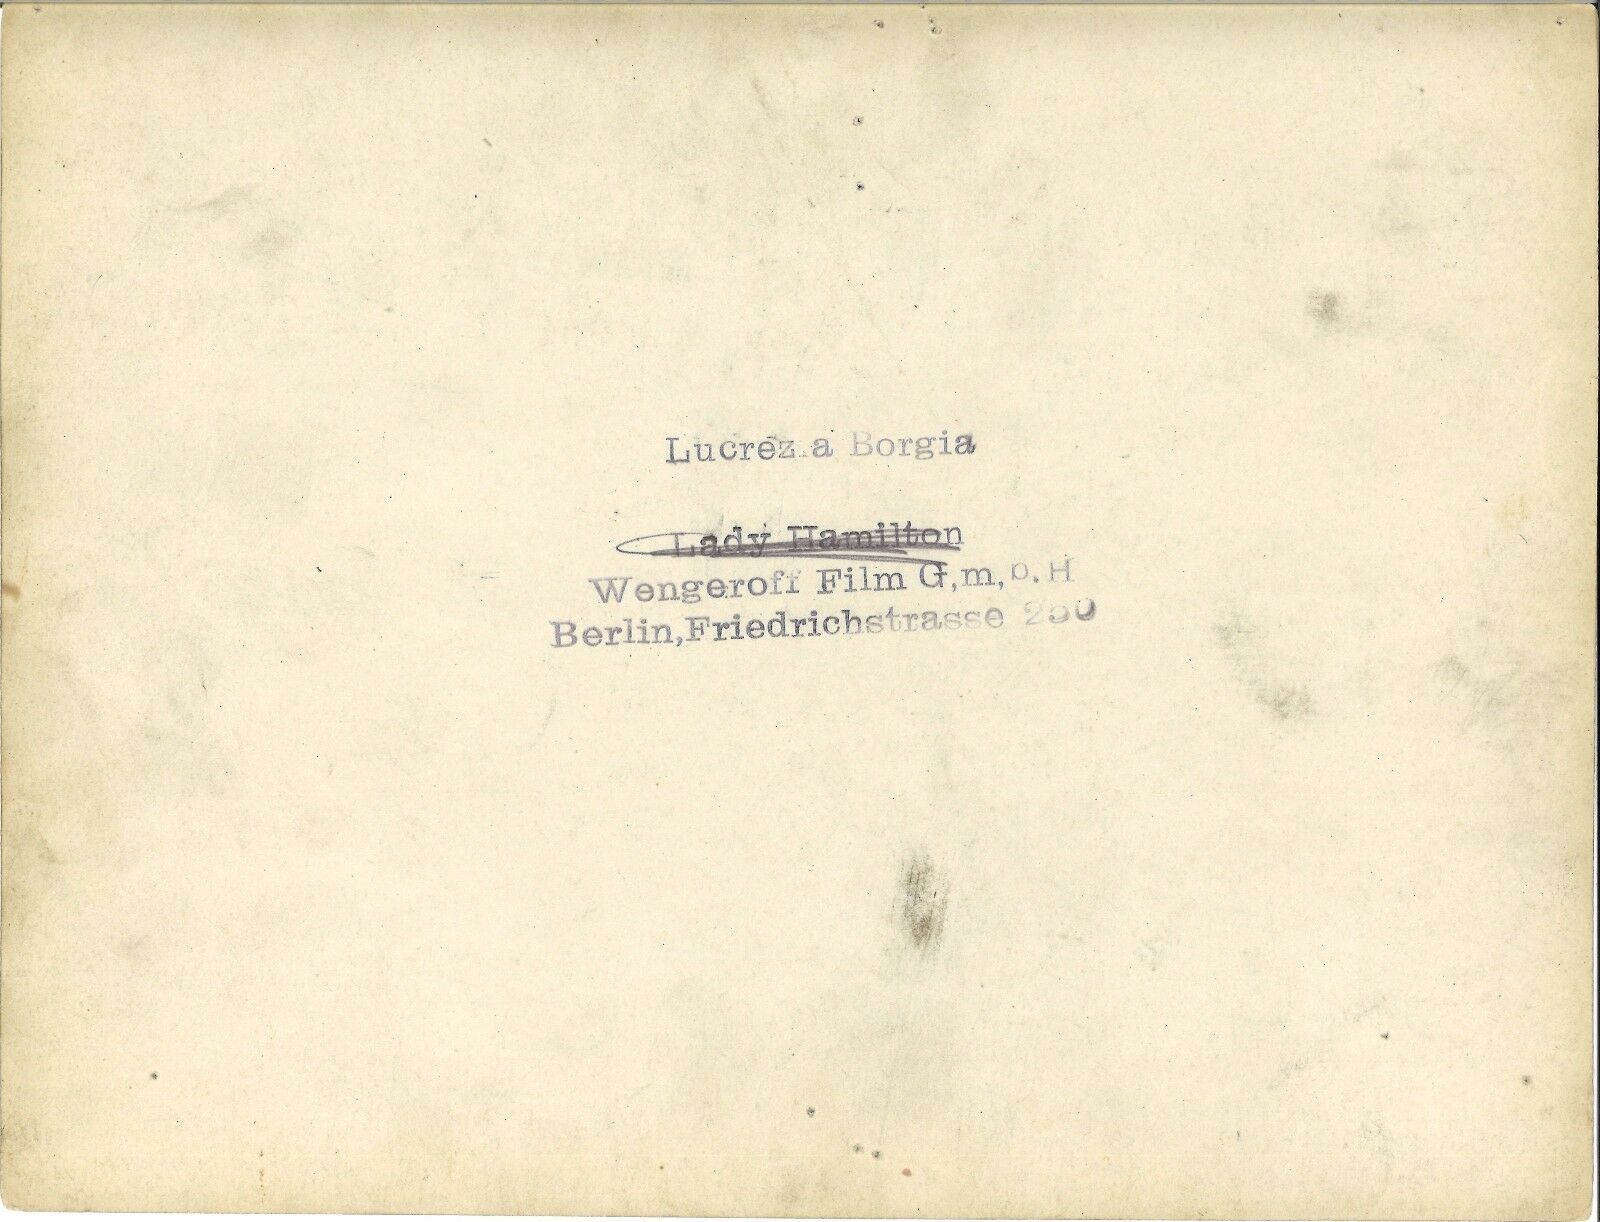 Lucrezia Borgia
Lady Hamilton
Wengeroff Film G,m,b.H
Berlin,Friedrichstrasse